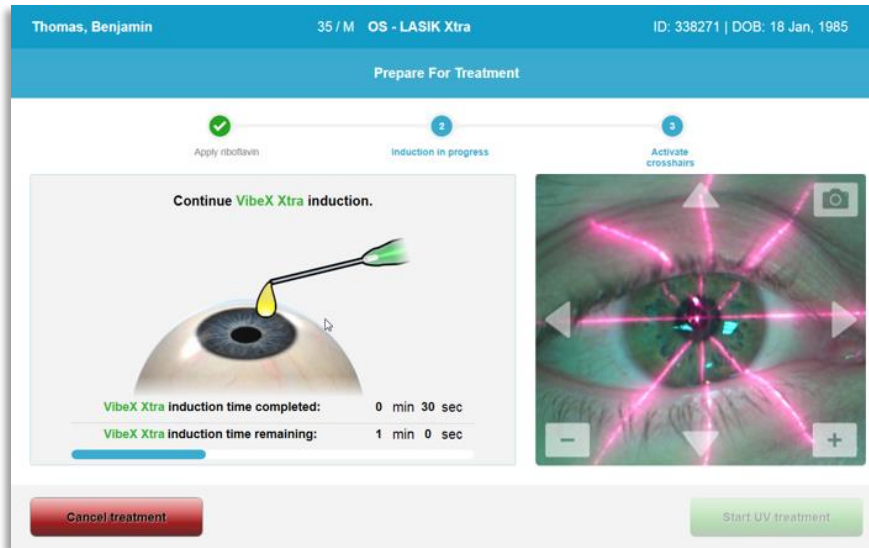 Thomas, Benjamin 35 / M OS - LASIK Xtra ID: 338271 | DOB: 18 Jan, 1985
Prepare For Treatment
2 3
Apply riboflavin Induction in progress Activate crosshairs
Continue VibeX Xtra induction.
VibeX Xtra induction time completed: 0 min 30 sec
VibeX Xtra induction time remaining: 1 min 0 sec
Cancel treatment Start UV treatment